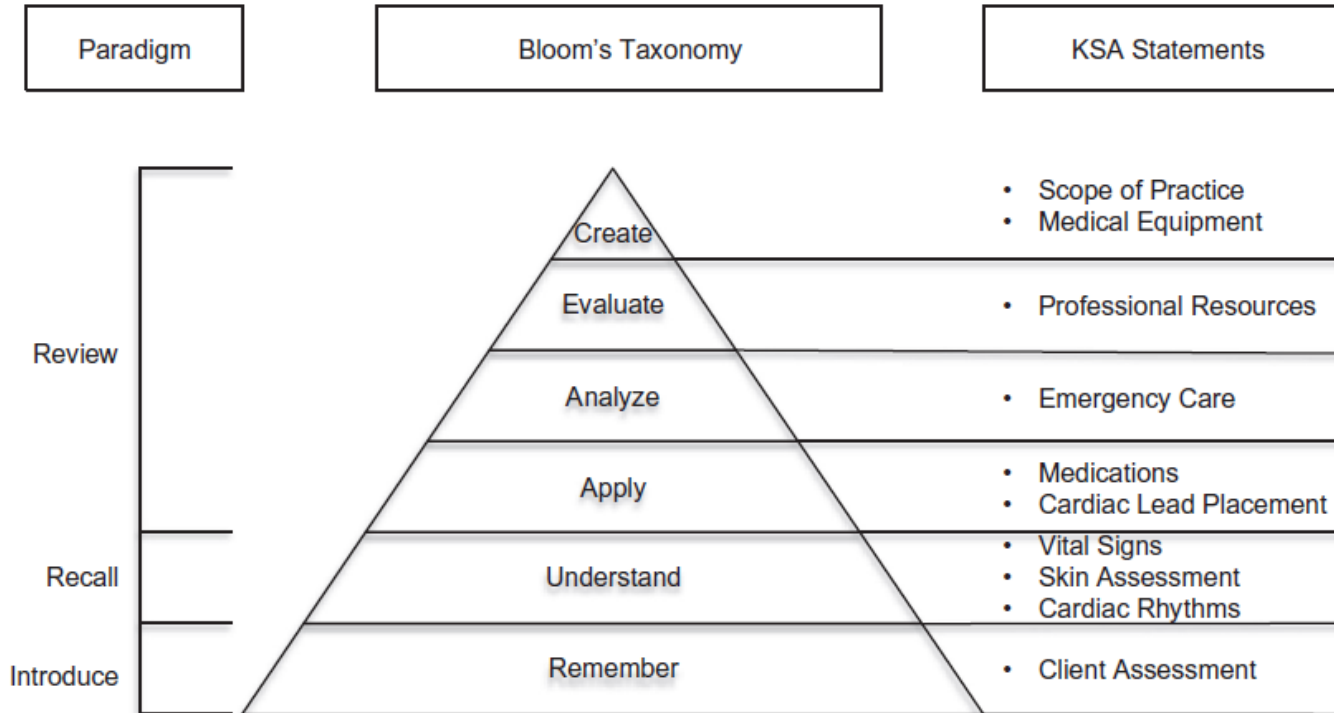 Paradigm
Bloom’s Taxonomy
KSA Statements
Create
• Scope of Practice
• Medical Equipment
Evaluate
• Professional Resources
Review
Analyze
• Emergency Care
Apply
• Medications
• Cardiac Lead Placement
Recall
Understand
• Vital Signs
• Skin Assessment
• Cardiac Rhythms
Introduce
Remember
• Client Assessment